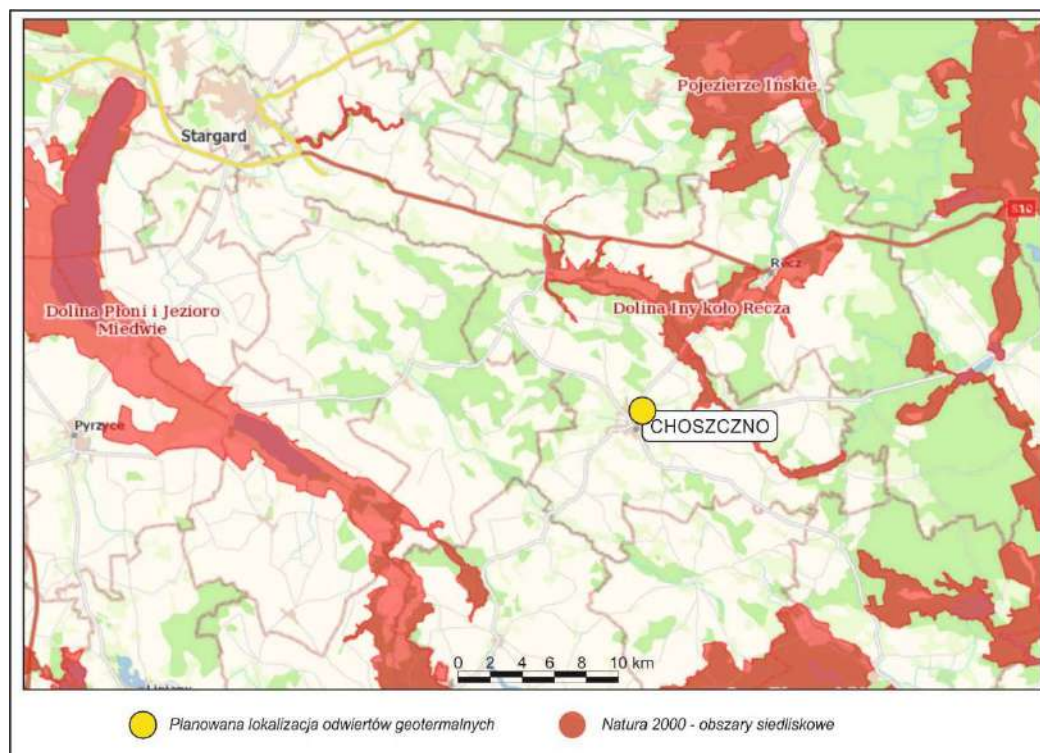 Pojezierze Ińskie
Stargard
S10
Recz
Dolina Płoni i Jezioro
Miedwie
Dolina Iny koło Recza
Pyrzyce
CHOSZCZNO
0 2 4 6 8 10 km
Planowana lokalizacja odwiertów geotermalnych
Natura 2000 - obszary siedliskowe